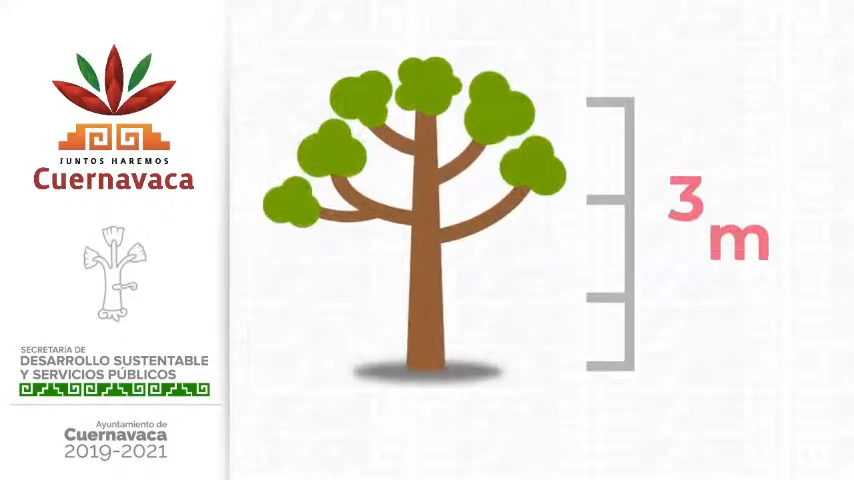 JUNTOS HAREMOS
Cuernavaca
SECRETARÍA DE
DESARROLLO SUSTENTABLE
Y SERVICIOS PÚBLICOS
Ayuntamiento de
Cuernavaca
2019-2021
3 m